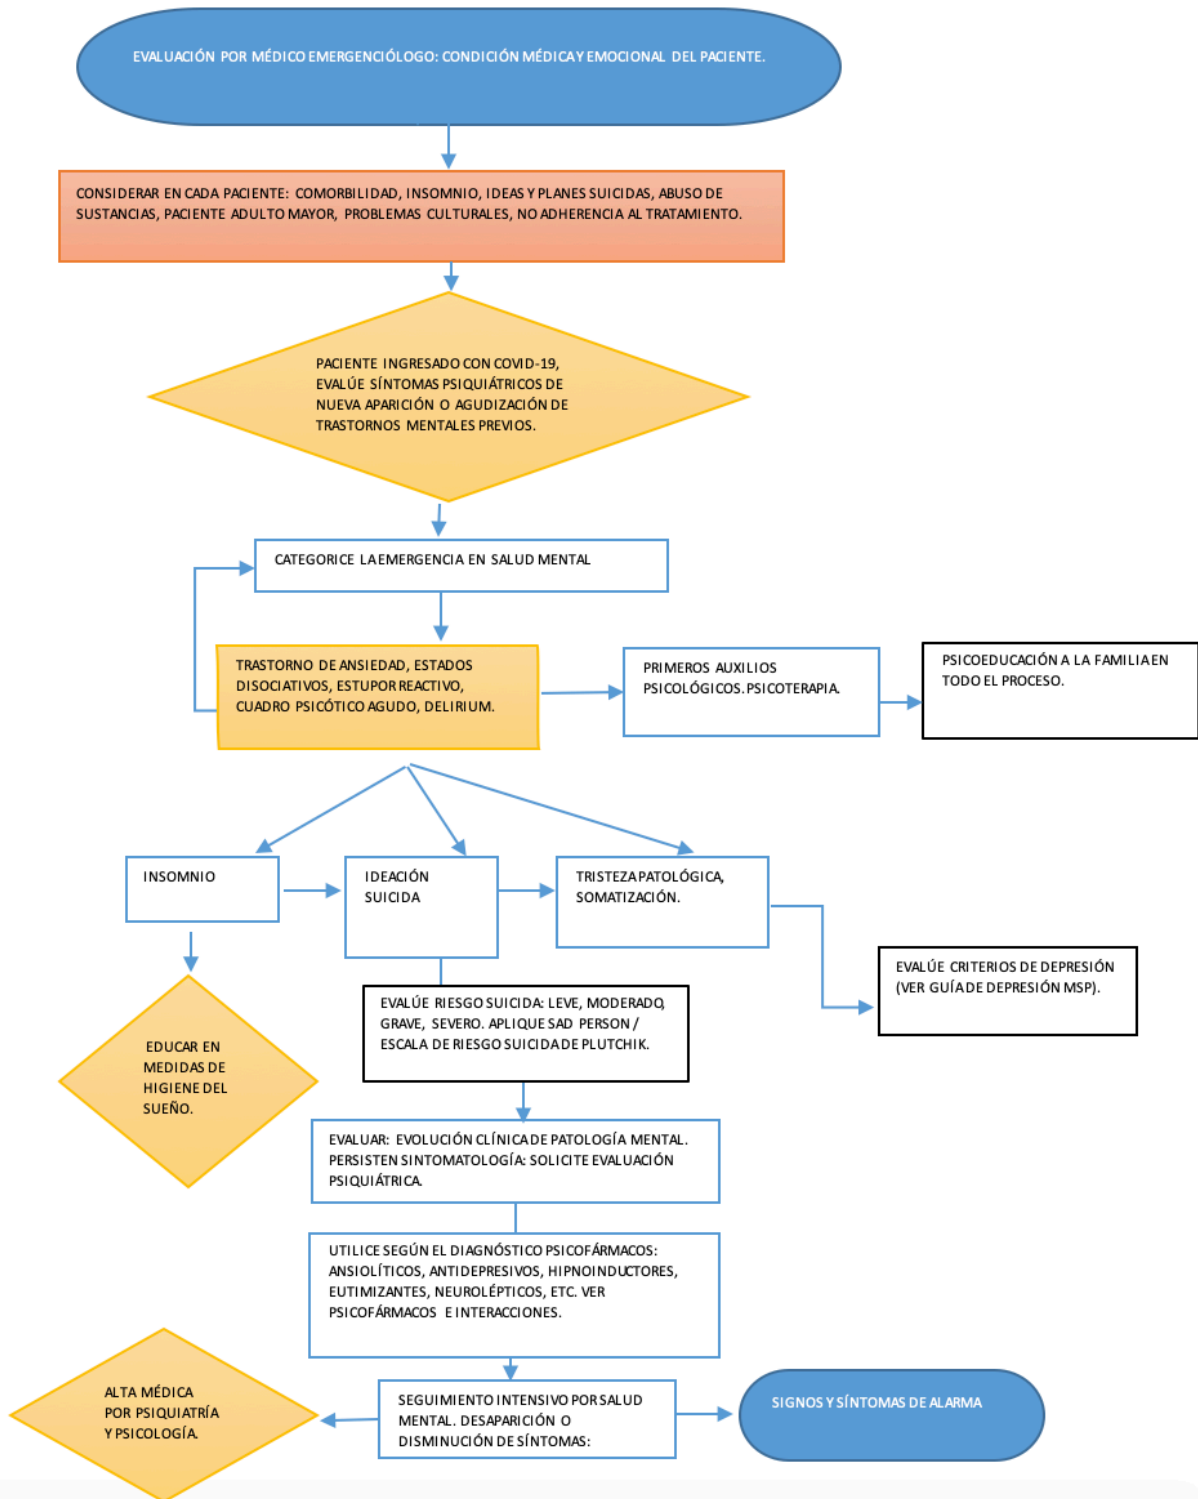 EVALUACIÓN POR MÉDICO EMERGENCIÓLOGO: CONDICIÓN MÉDICA Y EMOCIONAL DEL PACIENTE.
CONSIDERAR EN CADA PACIENTE: COMORBILIDAD, INSOMNIO, IDEAS Y PLANES SUICIDAS, ABUSO DE
SUSTANCIAS, PACIENTE ADULTO MAYOR, PROBLEMAS CULTURALES, NO ADHERENCIA AL TRATAMIENTO.
PACIENTE INGRESADO CON COVID-19,
EVALÚE SÍNTOMAS PSIQUIÁTRICOS DE
NUEVA APARICIÓN O AGUDIZACIÓN DE
TRASTORNOS MENTALES PREVIOS.
CATEGORICE LA EMERGENCIA EN SALUD MENTAL
TRASTORNO DE ANSIEDAD, ESTADOS
DISOCIATIVOS, ESTUPOR REACTIVO,
CUADRO PSICÓTICO AGUDO, DELIRIUM.
PRIMEROS AUXILIOS
PSICOLÓGICOS. PSICOTERAPIA.
PSICOEDUCACIÓN A LA FAMILIA EN
TODO EL PROCESO.
INSOMNIO
IDEACIÓN
SUICIDA
TRISTEZA PATOLÓGICA,
SOMATIZACIÓN.
EVALÚE CRITERIOS DE DEPRESIÓN
(VER GUÍA DE DEPRESIÓN MSP).
EVALÚE RIESGO SUICIDA: LEVE, MODERADO,
GRAVE, SEVERO. APLIQUE SAD PERSON /
ESCALA DE RIESGO SUICIDA DE PLUTCHIK.
EDUCAR EN
MEDIDAS DE
HIGIENE DEL
SUEÑO.
EVALUAR: EVOLUCIÓN CLÍNICA DE PATOLOGÍA MENTAL.
PERSISTEN SINTOMATOLOGÍA: SOLICITE EVALUACIÓN
PSIQUIÁTRICA.
UTILICE SEGÚN EL DIAGNÓSTICO PSICOFÁRMACOS:
ANSIOLÍTICOS, ANTIDEPRESIVOS, HIPNOINDUCTORES,
EUTIMIZANTES, NEUROLÉPTICOS, ETC. VER
PSICOFÁRMACOS E INTERACCIONES.
ALTA MÉDICA
POR PSIQUIATRÍA
Y PSICOLOGÍA.
SEGUIMIENTO INTENSIVO POR SALUD
MENTAL. DESAPARICIÓN O
DISMINUCIÓN DE SÍNTOMAS:
SIGNOS Y SÍNTOMAS DE ALARMA